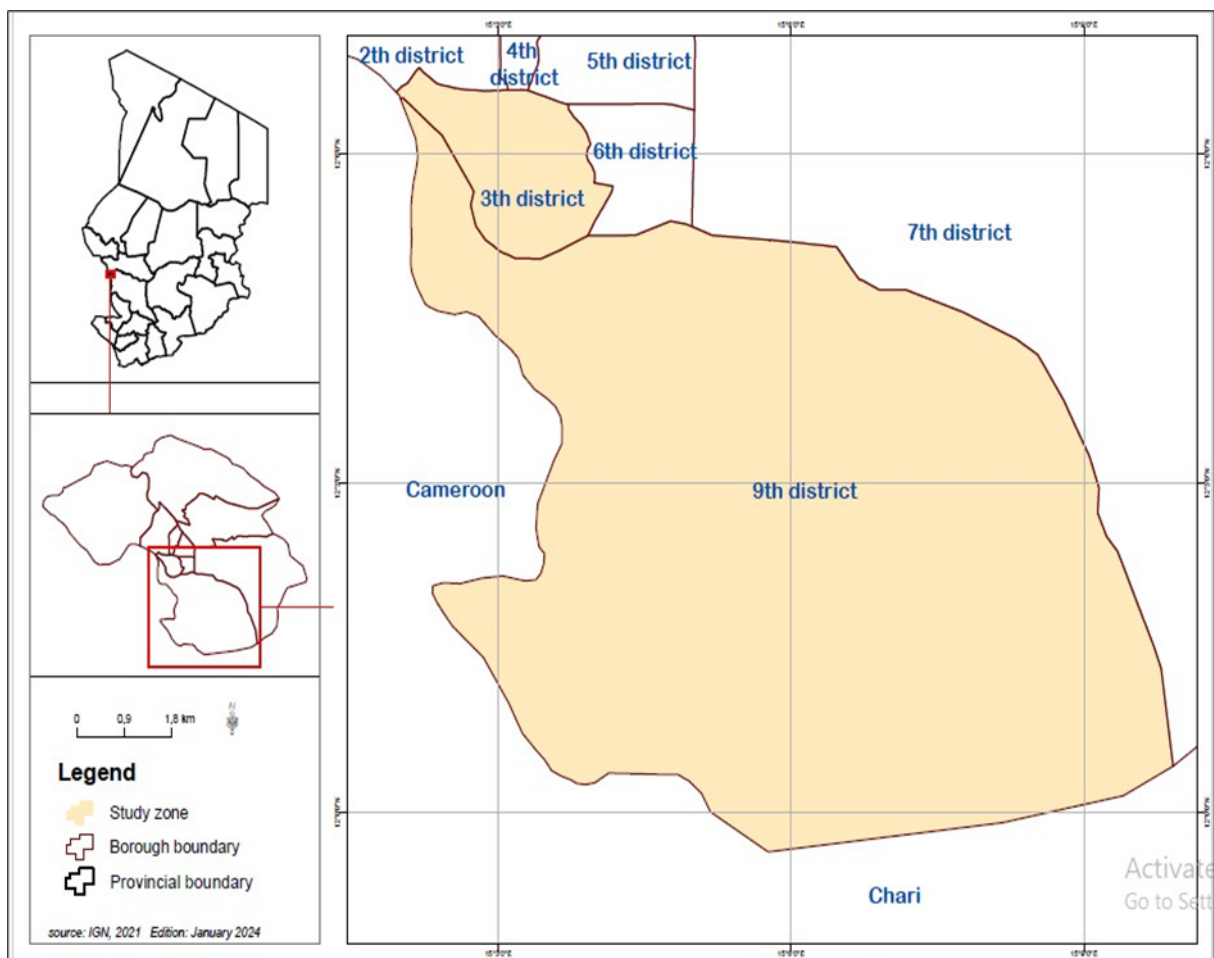 2th district
4th
district
5th district
6th district
3th district
7th district
Cameroon
9th district
Chari
0 0,9 1,8 km
N
Legend
Study zone
Borough boundary
Provincial boundary
source: IGN, 2021 Edition: January 2024
Activate
Go to Sett